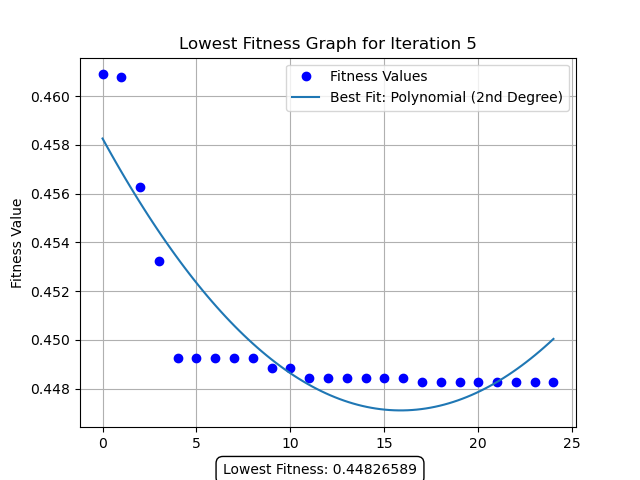 Lowest Fitness Graph for Iteration 5
Fitness Values
Best Fit: Polynomial (2nd Degree)
Fitness Value
0.460
0.458
0.456
0.454
0.452
0.450
0.448
0
5
10
15
20
25
Lowest Fitness: 0.44826589